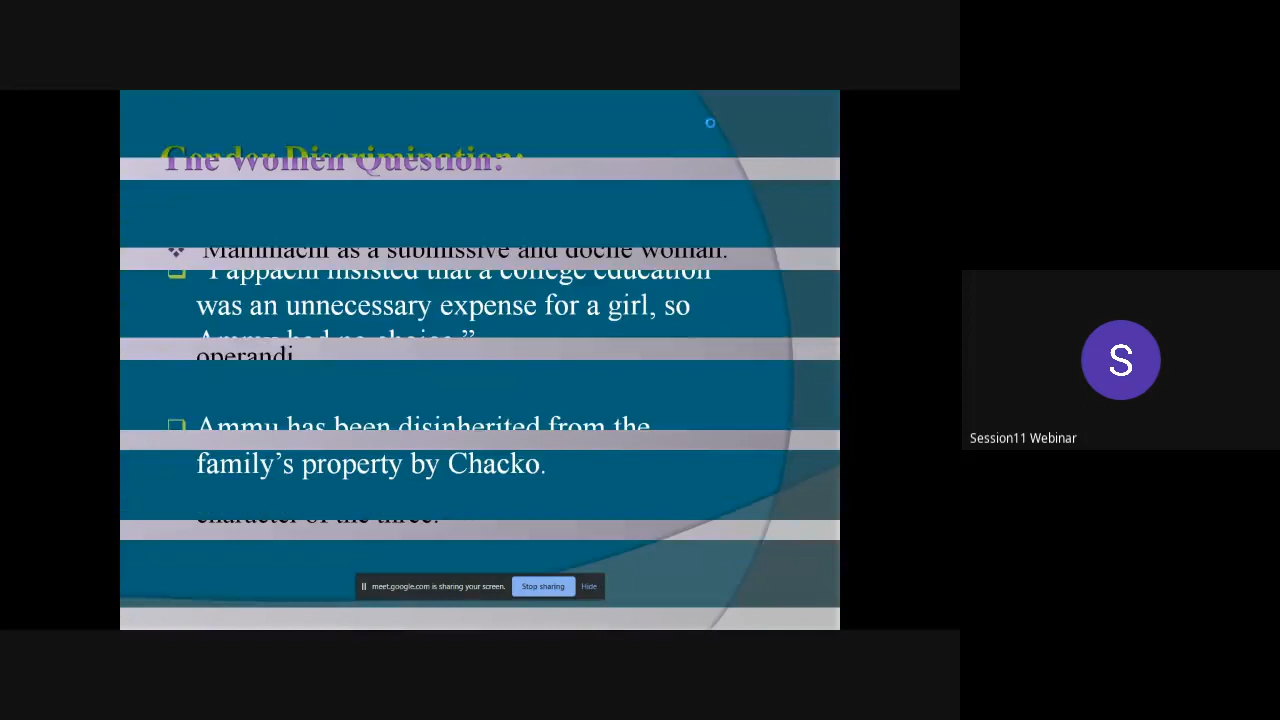 The Women Question:
❖ Mammachi as a submissive and docile woman.
❑ "Pappachi insisted that a college education
was an unnecessary expense for a girl, so
Ammu had no choice."
operandi
❑ Ammu has been disinherited from the
family's property by Chacko.
character of the three.
meet.google.com is sharing your screen. Stop sharing Hide
S
Session11 Webinar